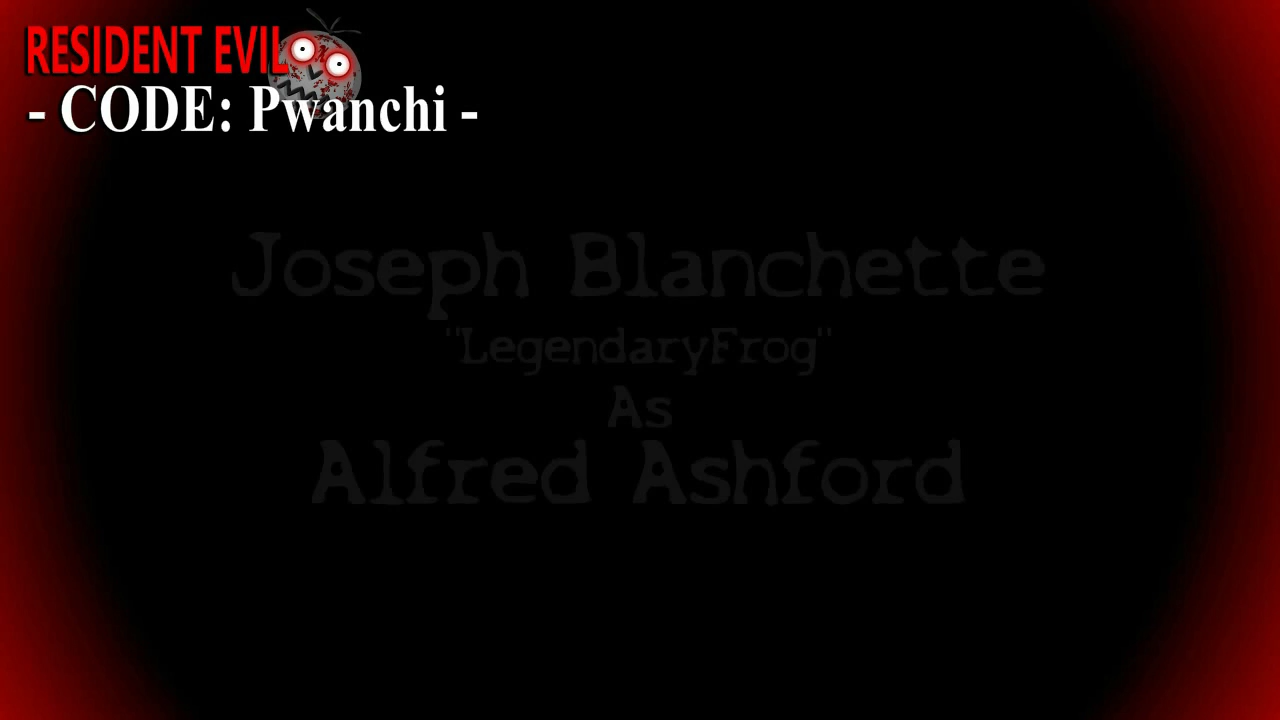 RESIDENT EVIL
- CODE: Pwanchi -
Joseph Blanchette
"LegendaryFrog"
As
Alfred Ashford